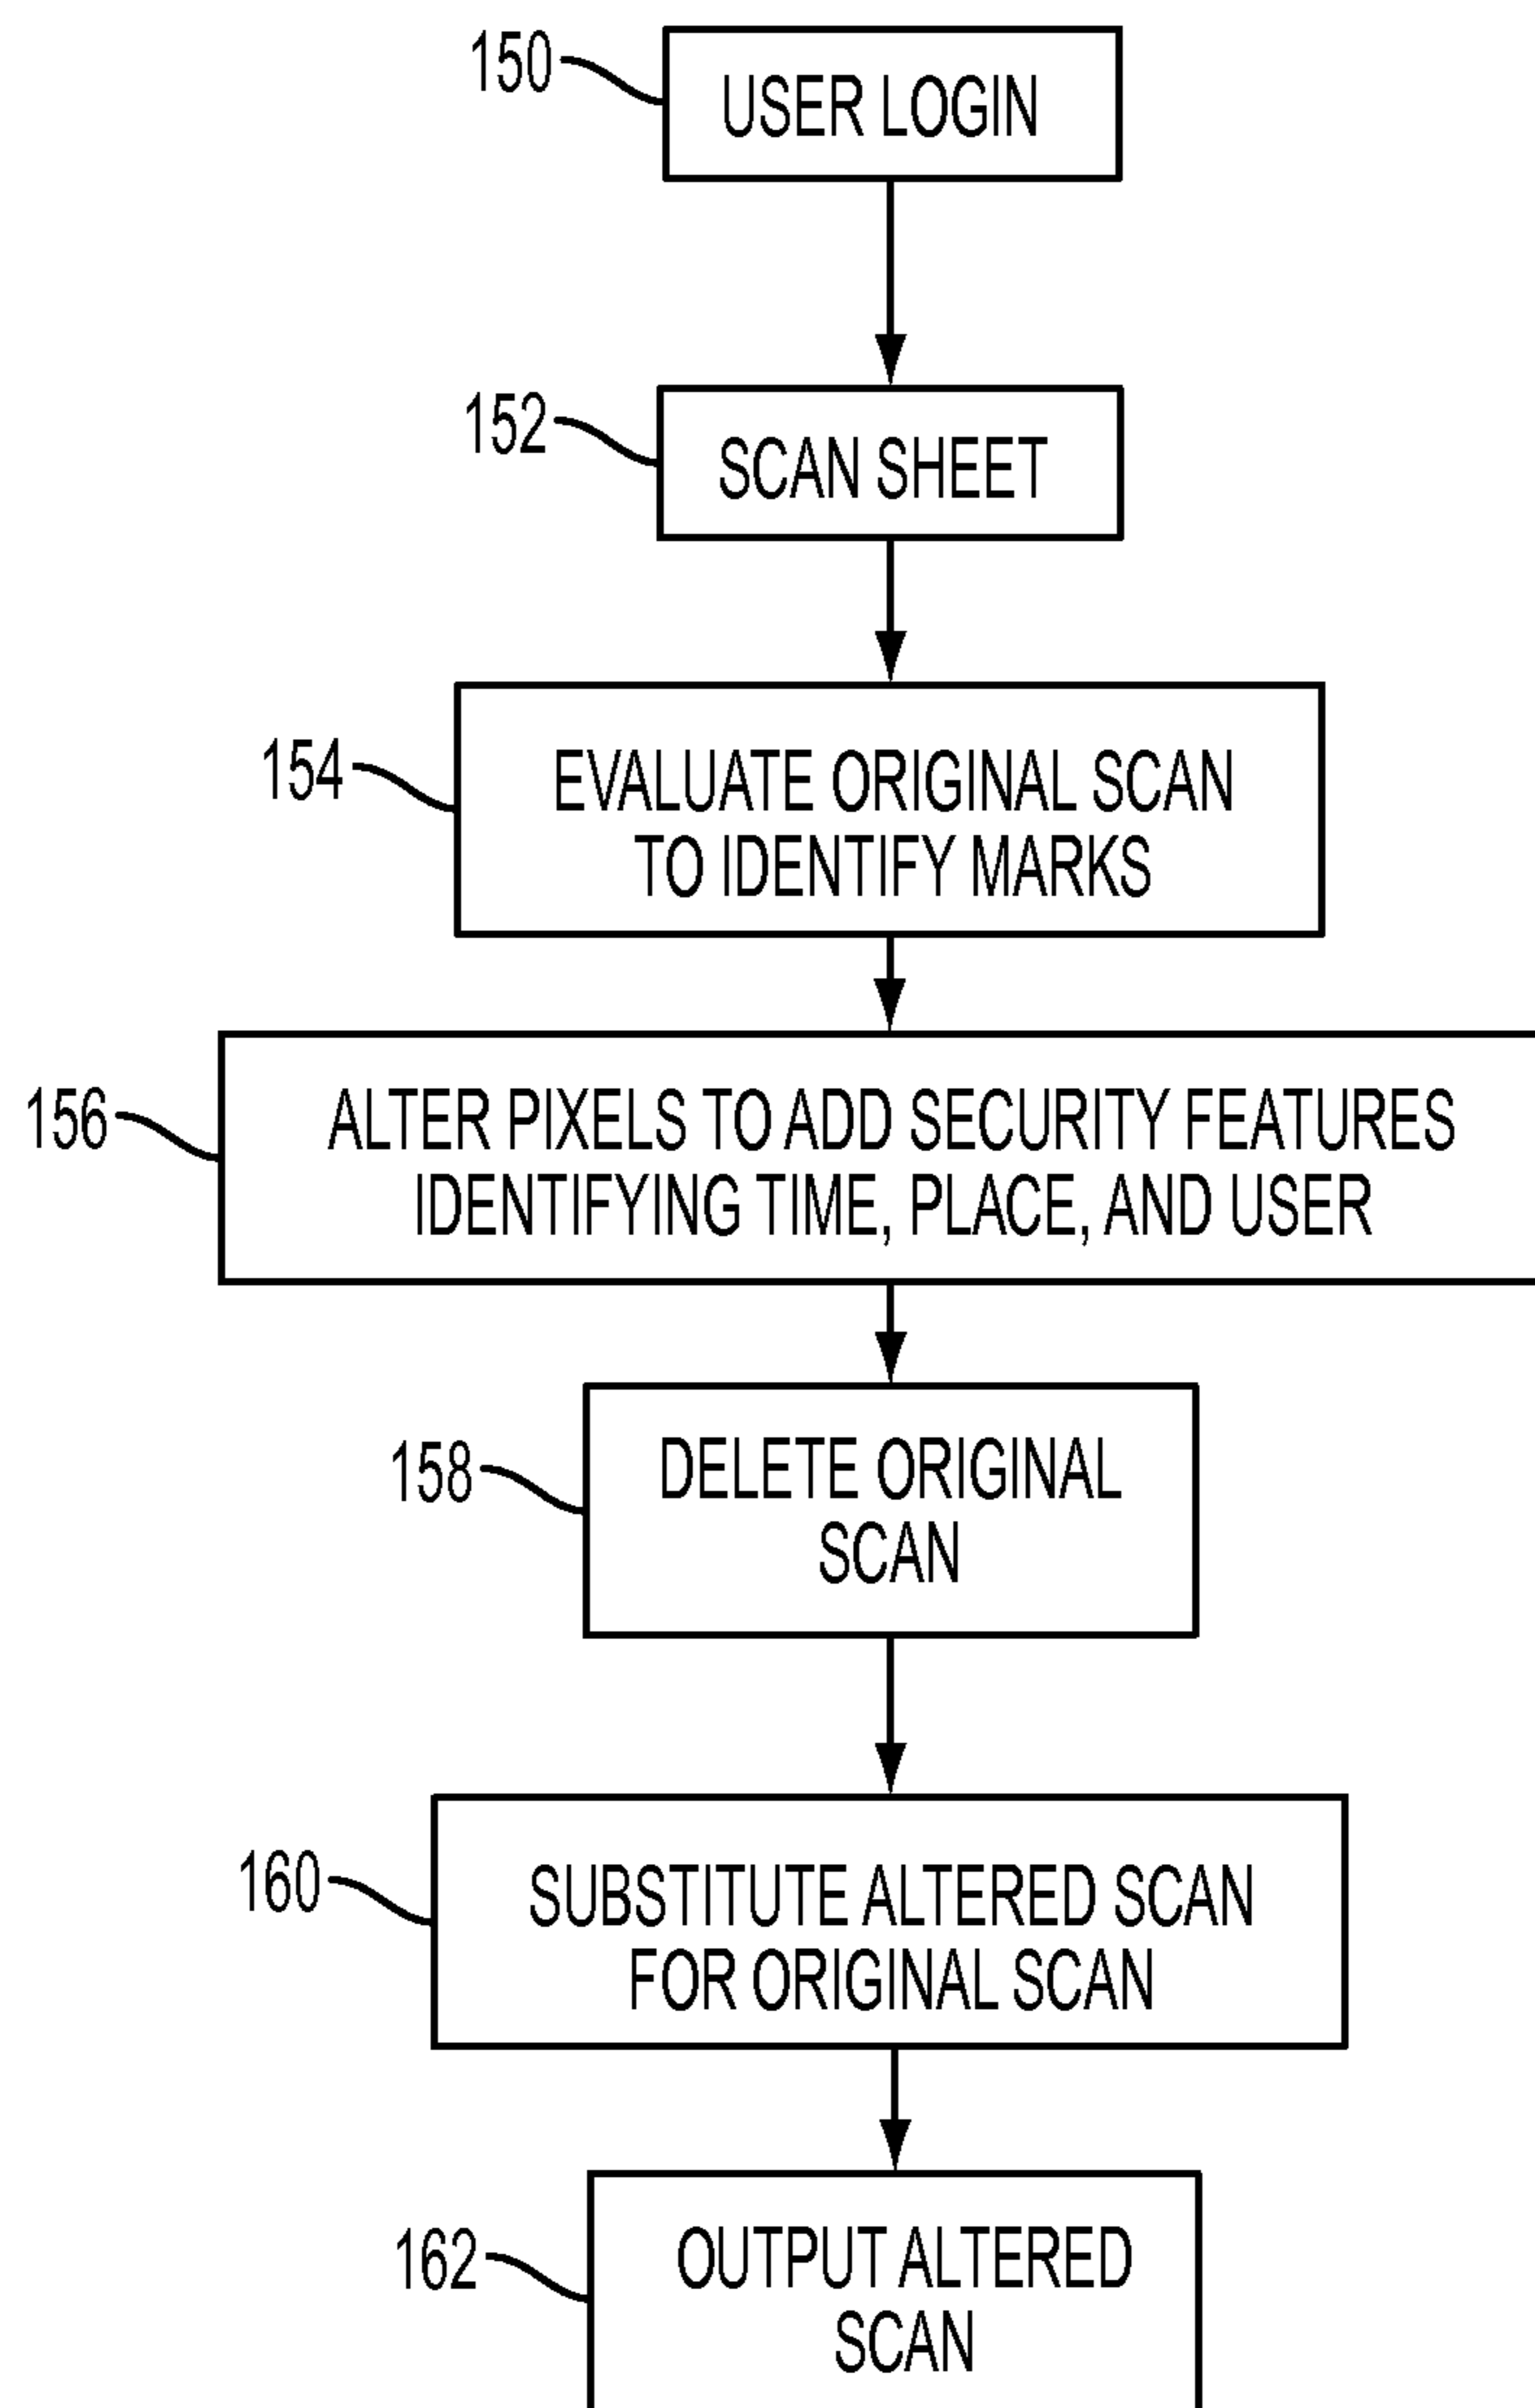 150
USER LOGIN
152
SCAN SHEET
154
EVALUATE ORIGINAL SCAN
TO IDENTIFY MARKS
156
ALTER PIXELS TO ADD SECURITY FEATURES
IDENTIFYING TIME, PLACE, AND USER
158
DELETE ORIGINAL
SCAN
160
SUBSTITUTE ALTERED SCAN
FOR ORIGINAL SCAN
162
OUTPUT ALTERED
SCAN